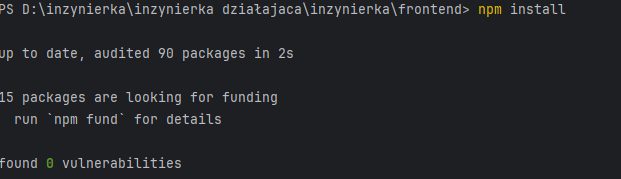 PS D:\inzynierka\inzynierka działajaca\inzynierka\frontend> npm install
up to date, audited 90 packages in 2s
15 packages are looking for funding
run `npm fund` for details
found 0 vulnerabilities